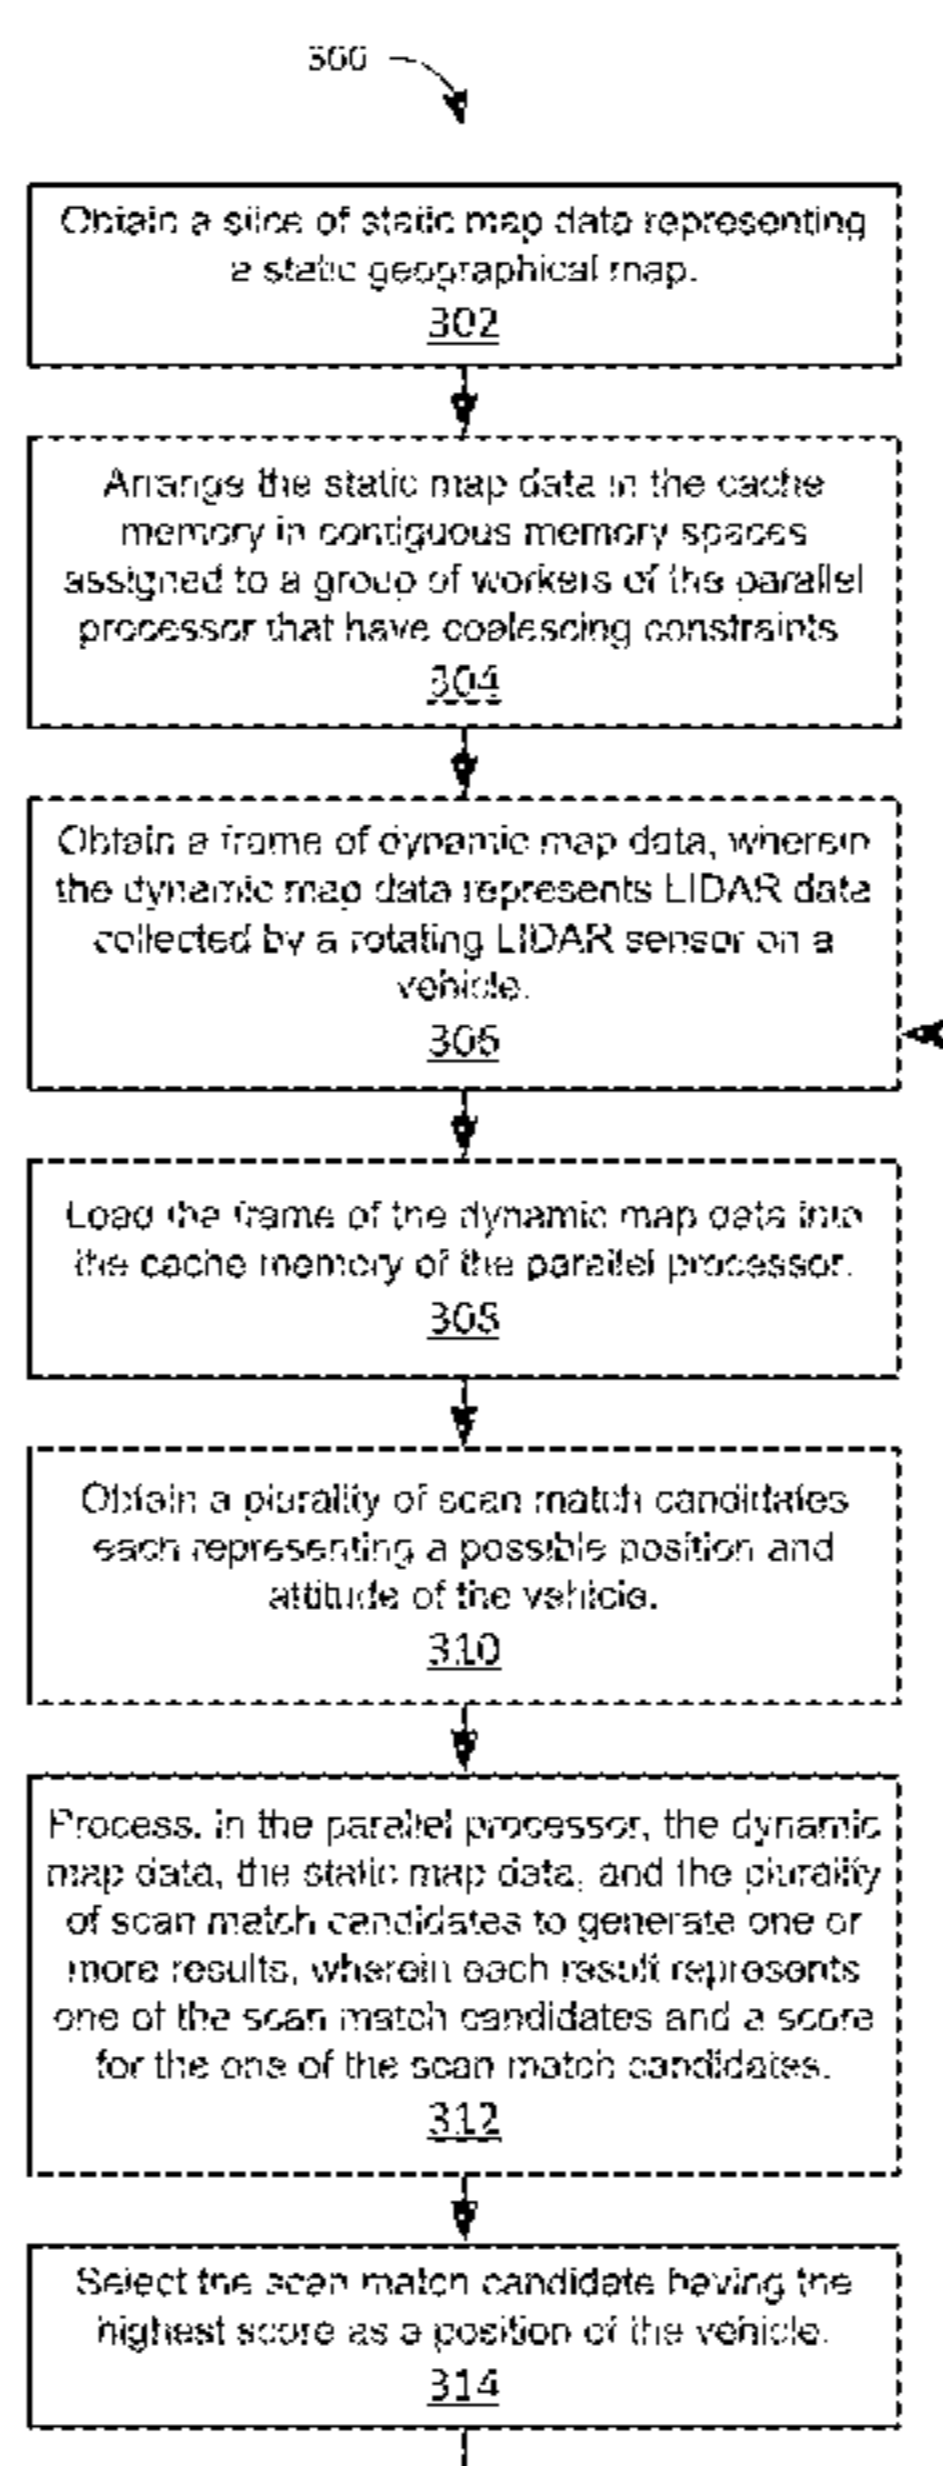 300
Obtain a slice of static map data representing
a static geographical map.
302
Arrange the static map data in the cache
memory in contiguous memory spaces
assigned to a group of workers of the parallel
processor that have coalescing constraints
304
Obtain a frame of dynamic map data, wherein
the dynamic map data represents LIDAR data
collected by a rotating LIDAR sensor on a
vehicle.
306
Load the frame of the dynamic map data into
the cache memory of the parallel processor.
308
Obtain a plurality of scan match candidates
each representing a possible position and
attitude of the vehicle.
310
Process, in the parallel processor, the dynamic
map data, the static map data, and the plurality
of scan match candidates to generate one or
more results, wherein each result represents
one of the scan match candidates and a score
for the one of the scan match candidates.
312
Select the scan match candidate having the
highest score as a position of the vehicle.
314